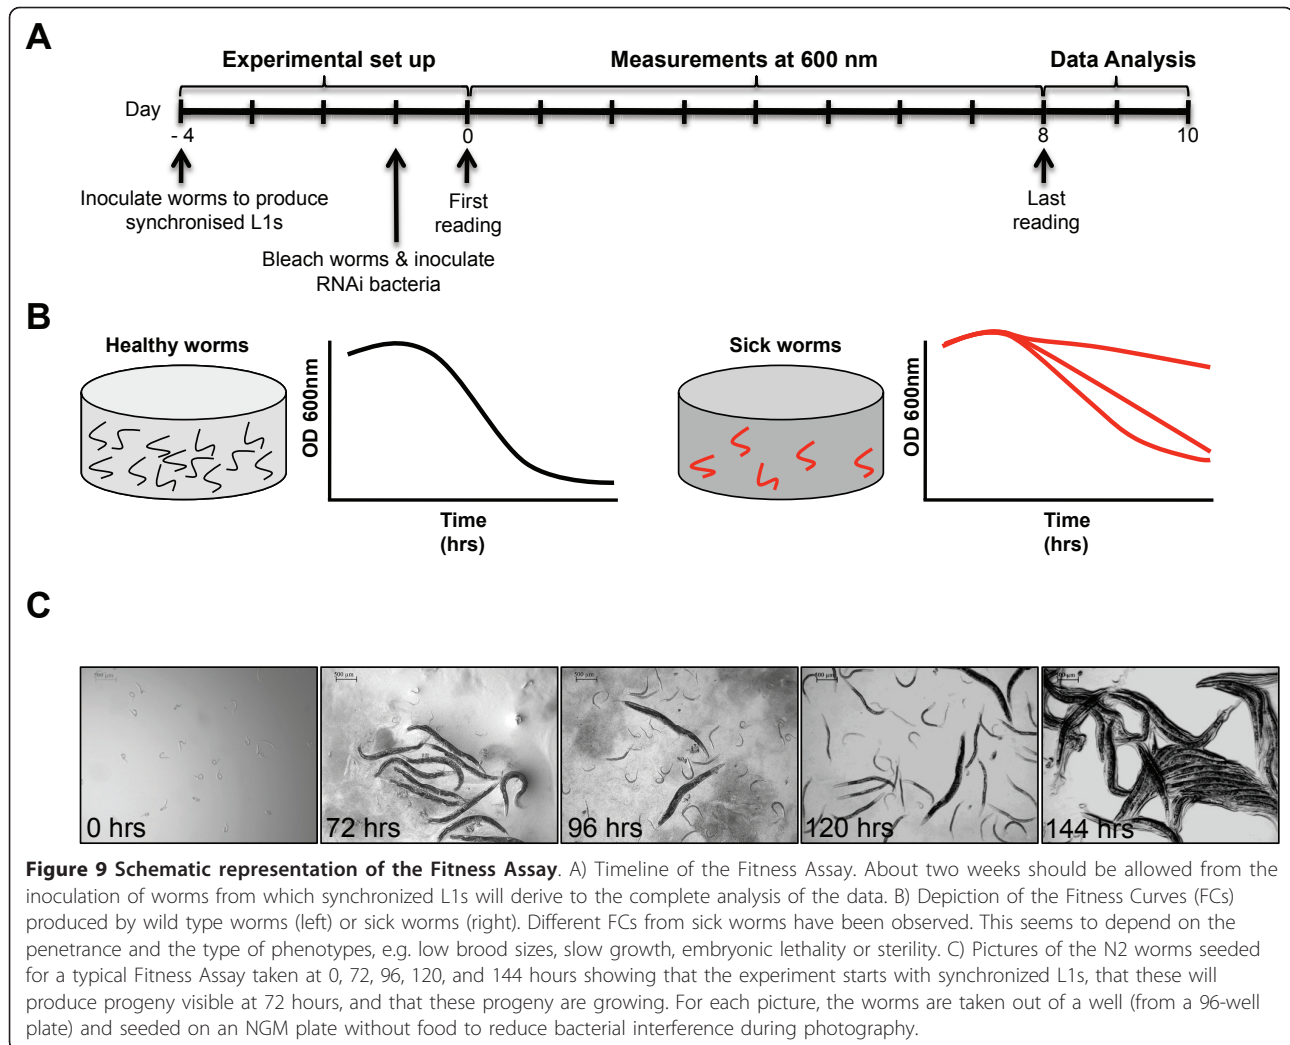 A
Experimental set up
Measurements at 600 nm
Data Analysis
Day
- 4
0
8
10
Inoculate worms to produce
synchronised L1s
First
reading
Last
reading
Bleach worms & inoculate
RNAi bacteria
B
Healthy worms
OD 600nm
Time
(hrs)
Sick worms
OD 600nm
Time
(hrs)
C
500 µm
0 hrs
500 µm
72 hrs
500 µm
96 hrs
500 µm
120 hrs
500 µm
144 hrs
Figure 9 Schematic representation of the Fitness Assay. A) Timeline of the Fitness Assay. About two weeks should be allowed from the
inoculation of worms from which synchronized L1s will derive to the complete analysis of the data. B) Depiction of the Fitness Curves (FCs)
produced by wild type worms (left) or sick worms (right). Different FCs from sick worms have been observed. This seems to depend on the
penetrance and the type of phenotypes, e.g. low brood sizes, slow growth, embryonic lethality or sterility. C) Pictures of the N2 worms seeded
for a typical Fitness Assay taken at 0, 72, 96, 120, and 144 hours showing that the experiment starts with synchronized L1s, that these will
produce progeny visible at 72 hours, and that these progeny are growing. For each picture, the worms are taken out of a well (from a 96-well
plate) and seeded on an NGM plate without food to reduce bacterial interference during photography.